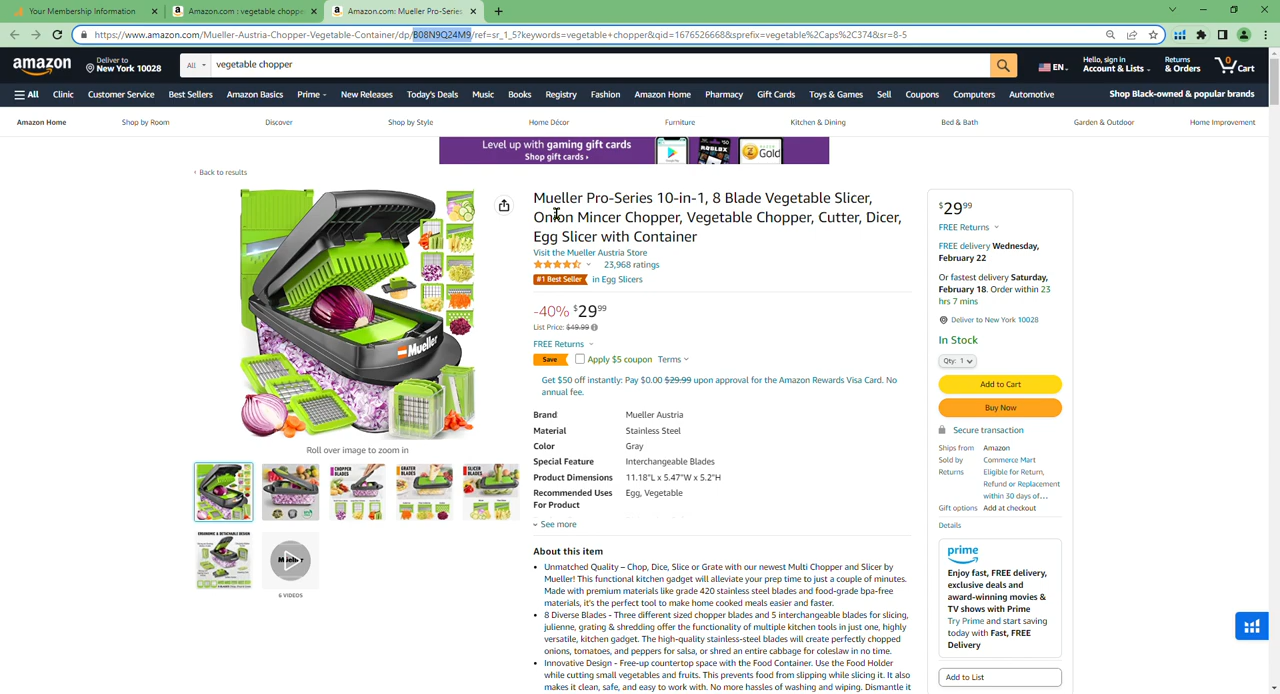 Your Membership Information
Amazon.com : vegetable choppe
Amazon.com: Mueller Pro-Series
https://www.amazon.com/Mueller-Austria-Chopper-Vegetable-Container/dp/B08N9Q24M9/ref=sr_1_5?keywords=vegetable+chopper&qid=1676526668&sprefix=vegetable%2Caps%2C374&sr=8-5
amazon
Deliver to
New York 10028
All
vegetable chopper
EN
Hello, sign in
Account & Lists
Returns
& Orders
0
Cart
All
Clinic
Customer Service
Best Sellers
Amazon Basics
Prime
New Releases
Today's Deals
Music
Books
Registry
Fashion
Amazon Home
Pharmacy
Gift Cards
Toys & Games
Sell
Coupons
Computers
Automotive
Shop Black-owned & popular brands
Amazon Home
Shop by Room
Discover
Shop by Style
Home Décor
Furniture
Kitchen & Dining
Bed & Bath
Garden & Outdoor
Home Improvement
Level up with gaming gift cards
Shop gift cards ›
ROBLOX
Gold
‹ Back to results
Mueller
Roll over image to zoom in
CHOPPER
BLADES
GRATER
BLADES
SLICER
BLADES
ERGONOMIC & DETACHABLE DESIGN
Mueller
6 VIDEOS
Mueller Pro-Series 10-in-1, 8 Blade Vegetable Slicer,
Onion Mincer Chopper, Vegetable Chopper, Cutter, Dicer,
Egg Slicer with Container
Visit the Mueller Austria Store
23,968 ratings
#1 Best Seller in Egg Slicers
-40% $29 99
List Price: $49.99
FREE Returns
Save Apply $5 coupon Terms
Get $50 off instantly: Pay $0.00 $29.99 upon approval for the Amazon Rewards Visa Card. No
annual fee.
Brand Mueller Austria
Material Stainless Steel
Color Gray
Special Feature Interchangeable Blades
Product Dimensions 11.18"L x 5.47"W x 5.2"H
Recommended Uses Egg, Vegetable
For Product
See more
About this item
• Unmatched Quality – Chop, Dice, Slice or Grate with our newest Multi Chopper and Slicer by
Mueller! This functional kitchen gadget will alleviate your prep time to just a couple of minutes.
Made with premium materials like grade 420 stainless steel blades and food-grade bpa-free
materials, it's the perfect tool to make home cooked meals easier and faster.
• 8 Diverse Blades - Three different sized chopper blades and 5 interchangeable blades for slicing,
julienne, grating & shredding offer the functionality of multiple kitchen tools in just one, highly
versatile, kitchen gadget. The high-quality stainless-steel blades will create perfectly chopped
onions, tomatoes, and peppers for salsa, or shred an entire cabbage for coleslaw in no time.
• Innovative Design - Free-up countertop space with the Food Container. Use the Food Holder
while cutting small vegetables and fruits. This prevents food from slipping while slicing it. It also
makes it clean, safe, and easy to work with. No more hassles of washing and wiping. Dismantle it
$29 99
FREE Returns
FREE delivery Wednesday,
February 22
Or fastest delivery Saturday,
February 18. Order within 23
hrs 7 mins
Deliver to New York 10028
In Stock
Qty: 1
Add to Cart
Buy Now
Secure transaction
Ships from Amazon
Sold by Commerce Mart
Returns Eligible for Return,
Refund or Replacement
within 30 days of…
Gift options Add at checkout
Details
prime
Enjoy fast, FREE delivery,
exclusive deals and
award-winning movies &
TV shows with Prime
Try Prime and start saving
today with Fast, FREE
Delivery
Add to List